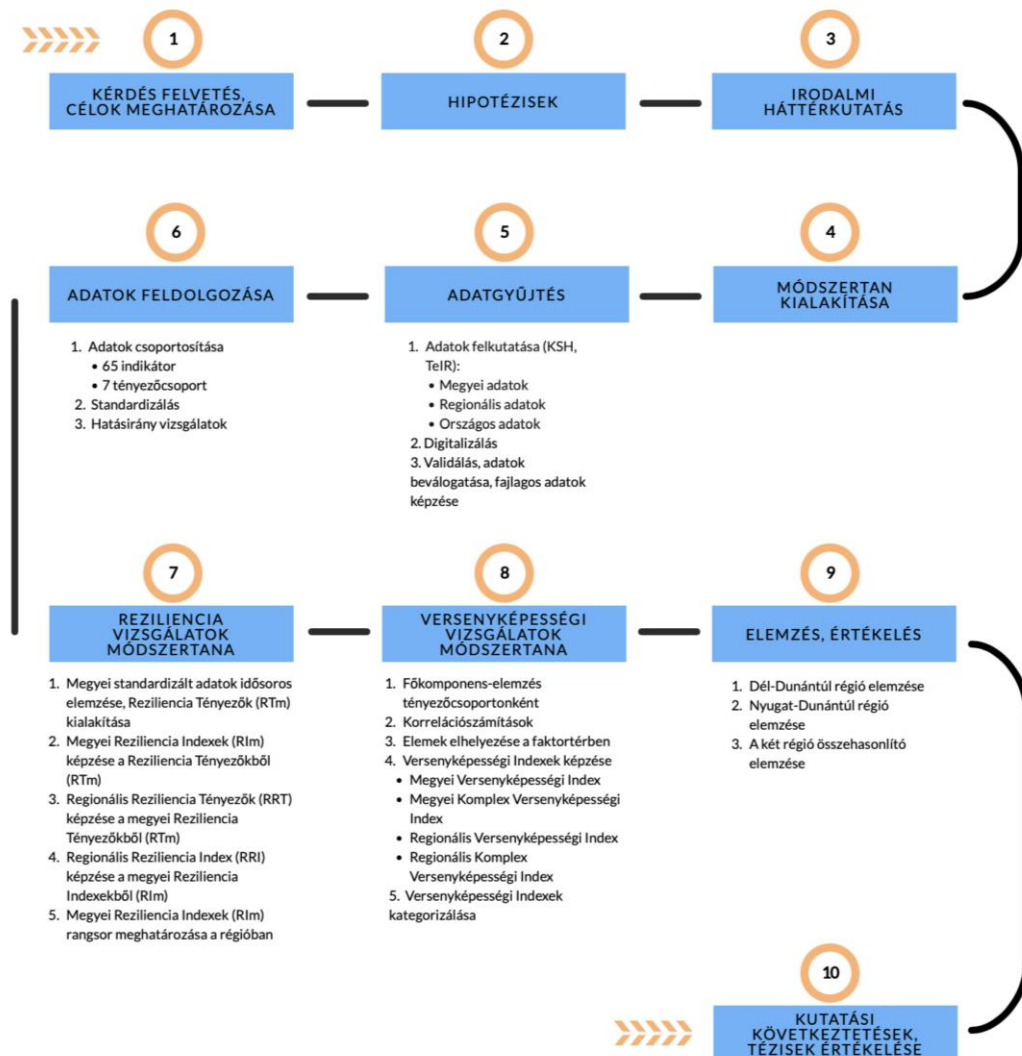 1
KÉRDÉS FELVETÉS,
CÉLOK MEGHATÁROZÁSA
2
HIPOTÉZISEK
3
IRODALMI
HÁTTÉRKUTATÁS
4
MÓDSZERTAN
KIALAKÍTÁSA
5
ADATGYŰJTÉS
1. Adatok felkutatása (KSH,
TeIR):
• Megyei adatok
• Regionális adatok
• Országos adatok
2. Digitalizálás
3. Validálás, adatok
beválogatása, fajlagos adatok
képzése
6
ADATOK FELDOLGOZÁSA
1. Adatok csoportosítása
• 65 indikátor
• 7 tényezőcsoport
2. Standardizálás
3. Hatásirány vizsgálatok
7
REZILIENCIA
VIZSGÁLATOK
MÓDSZERTANA
1. Megyei standardizált adatok idősoros
elemzése, Reziliencia Tényezők (RTm)
kialakítása
2. Megyei Reziliencia Indexek (RIm)
képzése a Reziliencia Tényezőkből
(RTm)
3. Regionális Reziliencia Tényezők (RRT)
képzése a megyei Reziliencia
Tényezőkből (RTm)
4. Regionális Reziliencia Index (RRI)
képzése a megyei Reziliencia
Indexekből (RIm)
5. Megyei Reziliencia Indexek (RIm)
rangsor meghatározása a régióban
8
VERSENYKÉPESSÉGI
VIZSGÁLATOK
MÓDSZERTANA
1. Főkomponens-elemzés
tényezőcsoportonként
2. Korrelációszámítások
3. Elemek elhelyezése a faktortérben
4. Versenyképességi Indexek képzése
• Megyei Versenyképességi Index
• Megyei Komplex Versenyképességi
Index
• Regionális Versenyképességi Index
• Regionális Komplex
Versenyképességi Index
5. Versenyképességi Indexek
kategorizálása
9
ELEMZÉS, ÉRTÉKELÉS
1. Dél-Dunántúl régió elemzése
2. Nyugat-Dunántúl régió
elemzése
3. A két régió összehasonlító
elemzése
10
KUTATÁSI
KÖVETKEZTETÉSEK,
TÉZISEK ÉRTÉKELÉSE